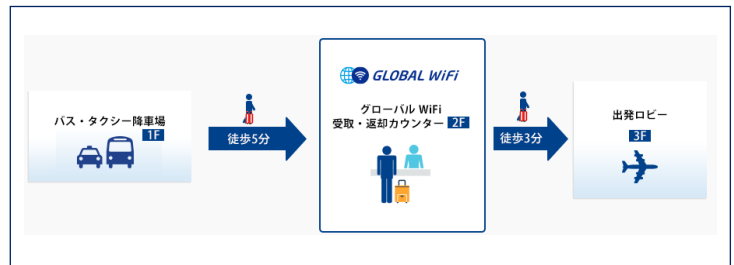 バス・タクシー降車場
1F
徒歩5分
GLOBAL WiFi
グローバル WiFi
受取・返却カウンター 2F
徒歩3分
出発ロビー
3F